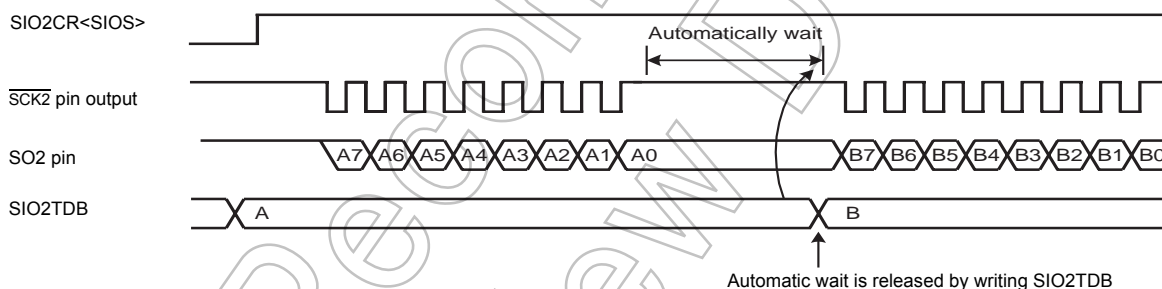 SIO2CR<SIOS>
Automatically wait
SCK2 pin output
SO2 pin
A7 A6 A5 A4 A3 A2 A1 A0 B7 B6 B5 B4 B3 B2 B1 B0
SIO2TDB
A B
Automatic wait is released by writing SIO2TDB